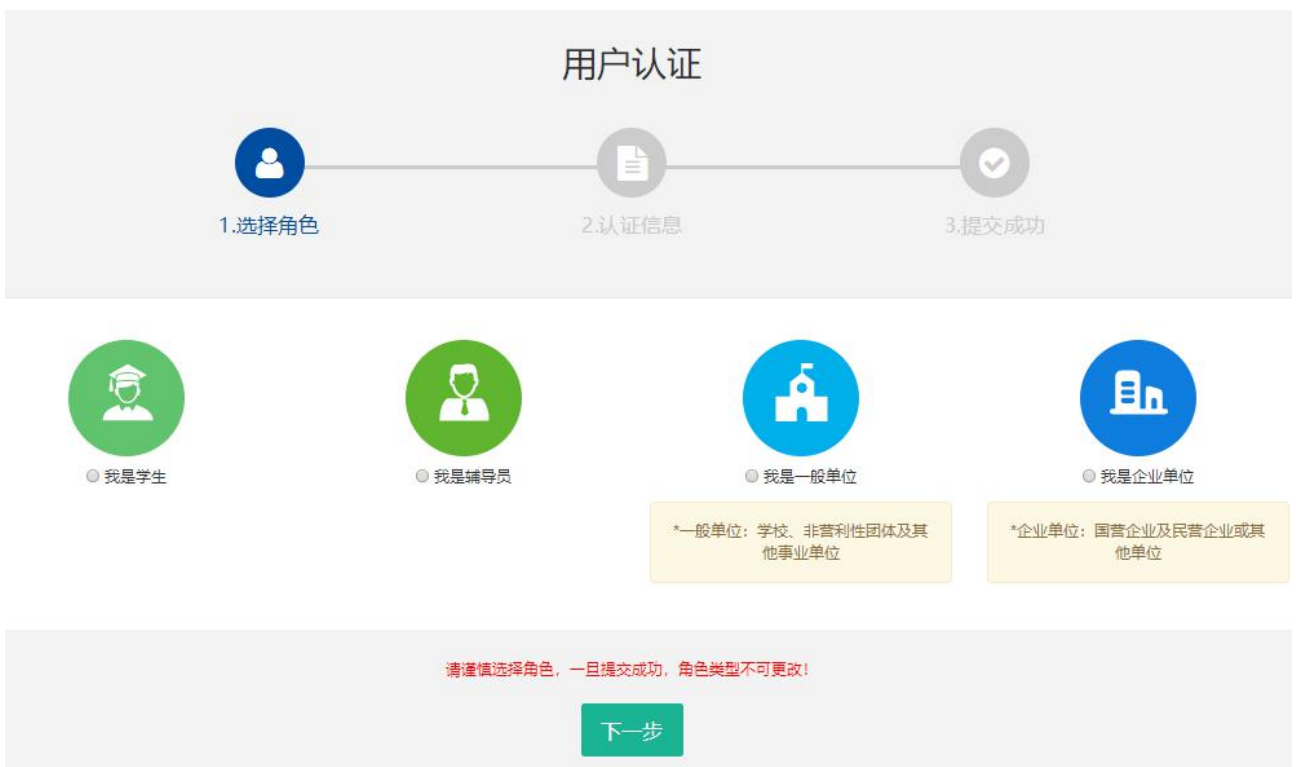 用户认证
1.选择角色
2.认证信息
3.提交成功
我是学生
我是辅导员
我是一般单位
我是企业单位
*一般单位：学校、非营利性团体及其
他事业单位
*企业单位：国营企业及民营企业或其
他单位
请谨慎选择角色，一旦提交成功，角色类型不可更改！
下一步